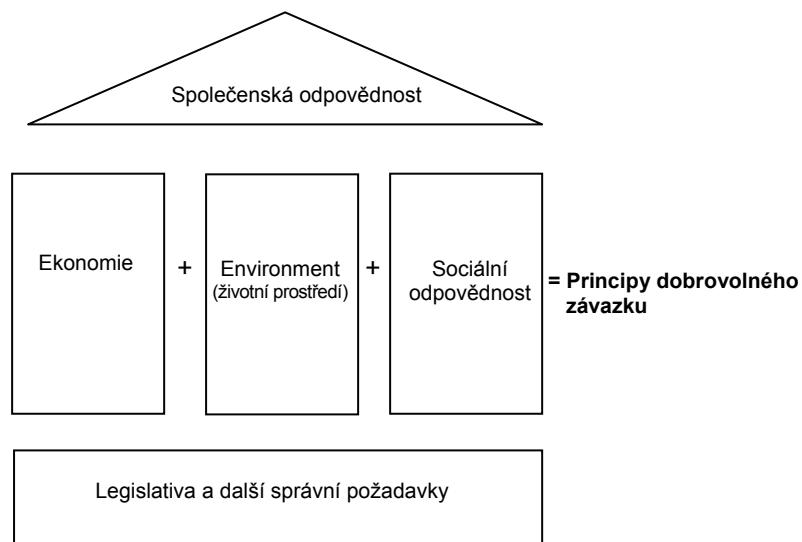 Společenská odpovědnost
Ekonomie
+
Environment
(životní prostředí)
+
Sociální
odpovědnost
= Principy dobrovolného
závazku
Legislativa a další správní požadavky